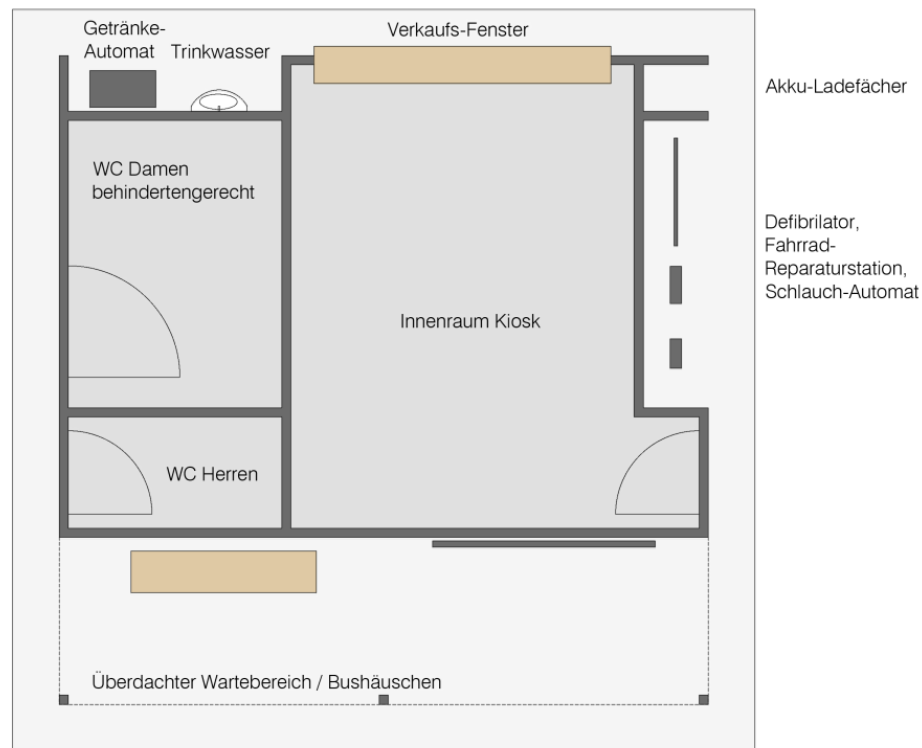 Getränke-
Automat
Trinkwasser
Verkaufs-Fenster
Akku-Ladefächer
WC Damen
behindertengerecht
Defibrilator,
Fahrrad-
Reparaturstation,
Schlauch-Automat
Innenraum Kiosk
WC Herren
Überdachter Wartebereich / Bushäuschen